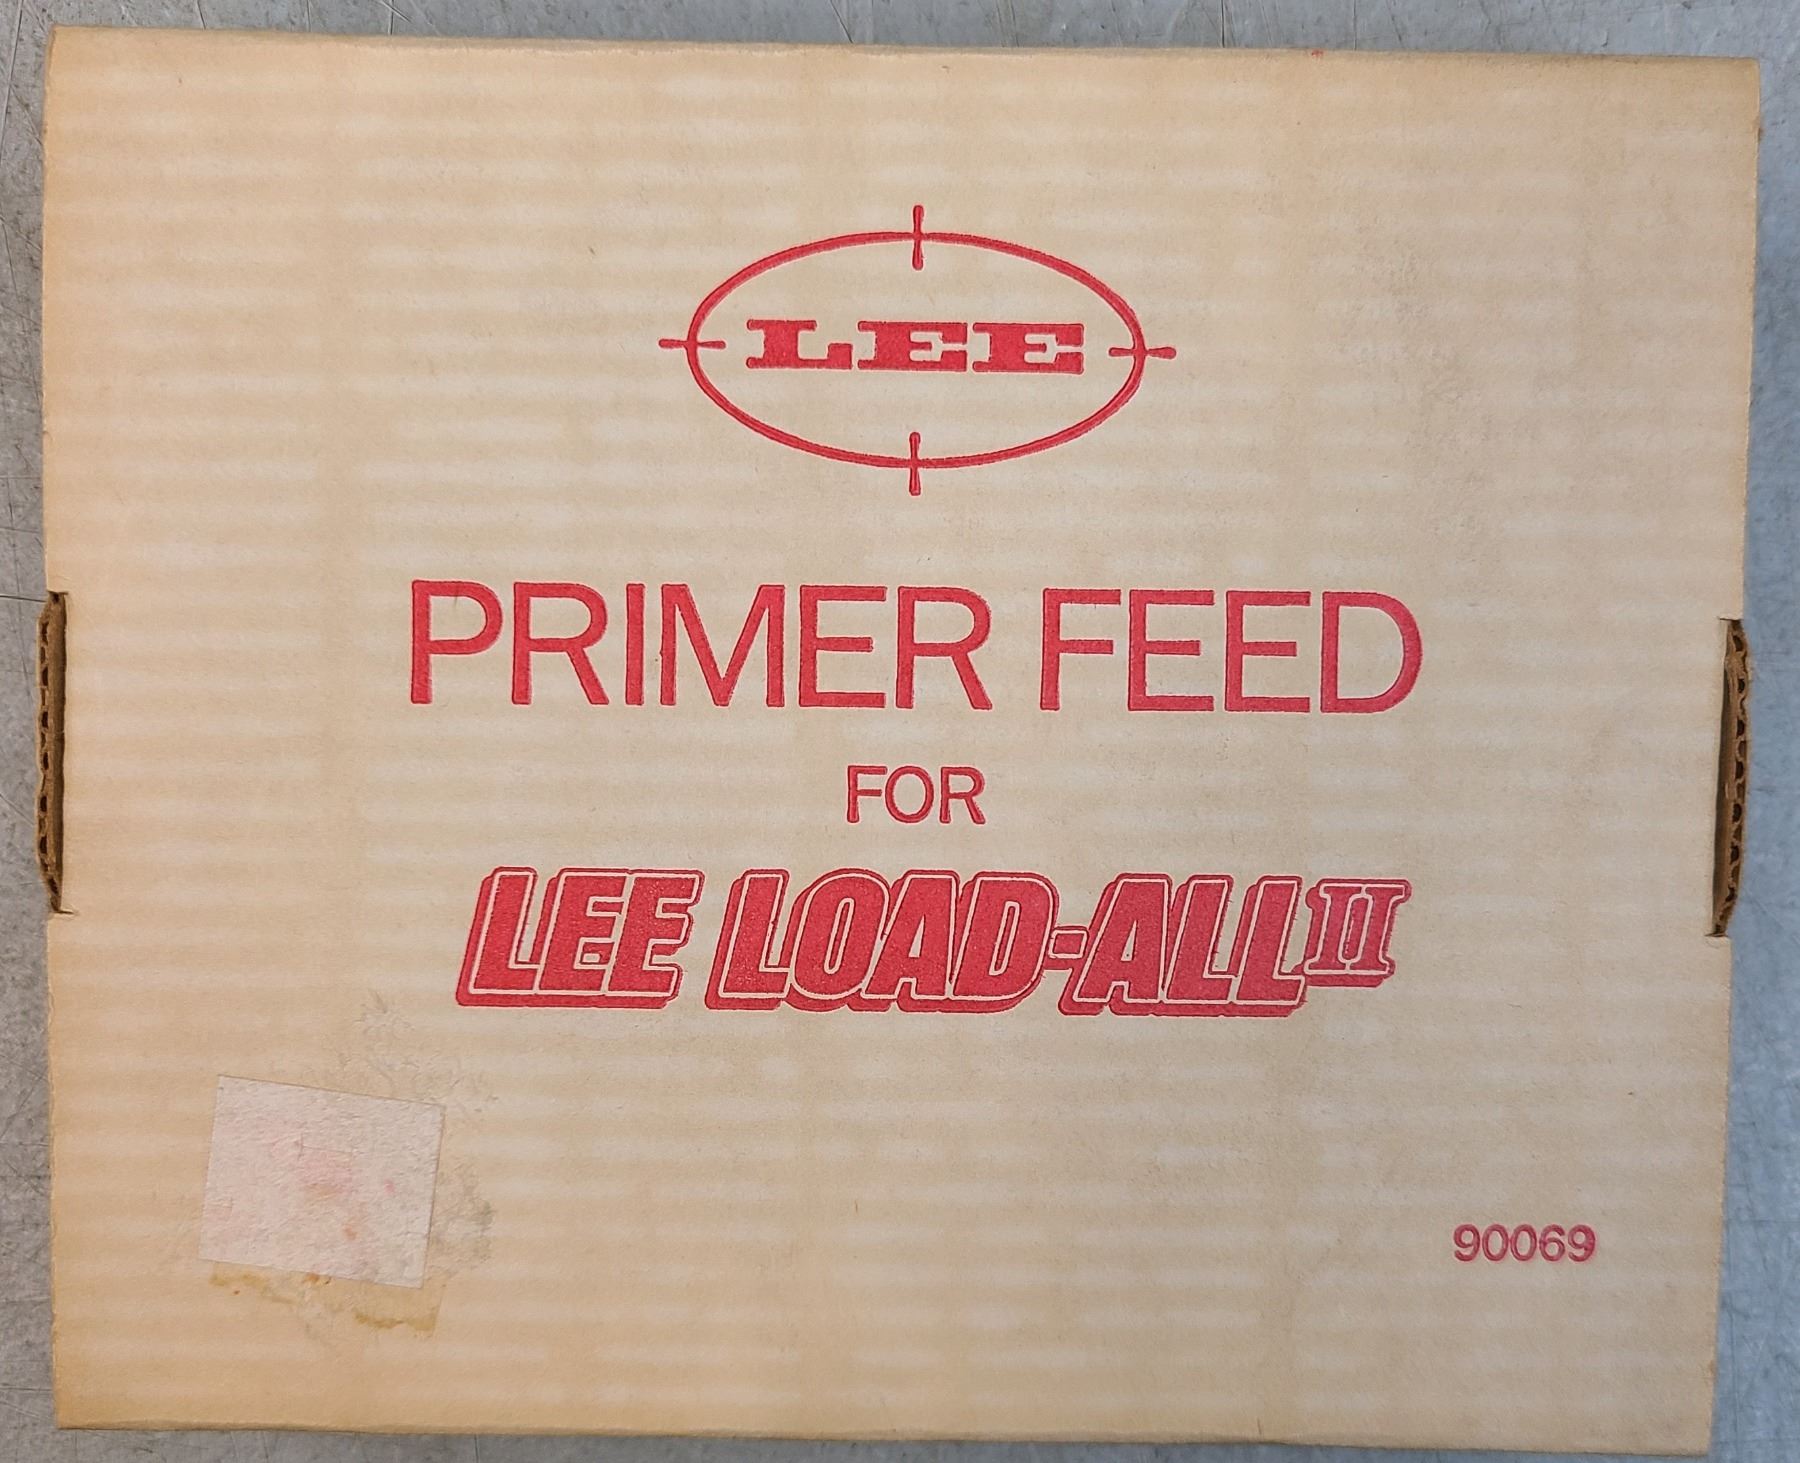 LEE
PRIMER FEED
FOR
LEE LOAD-ALL II
90069